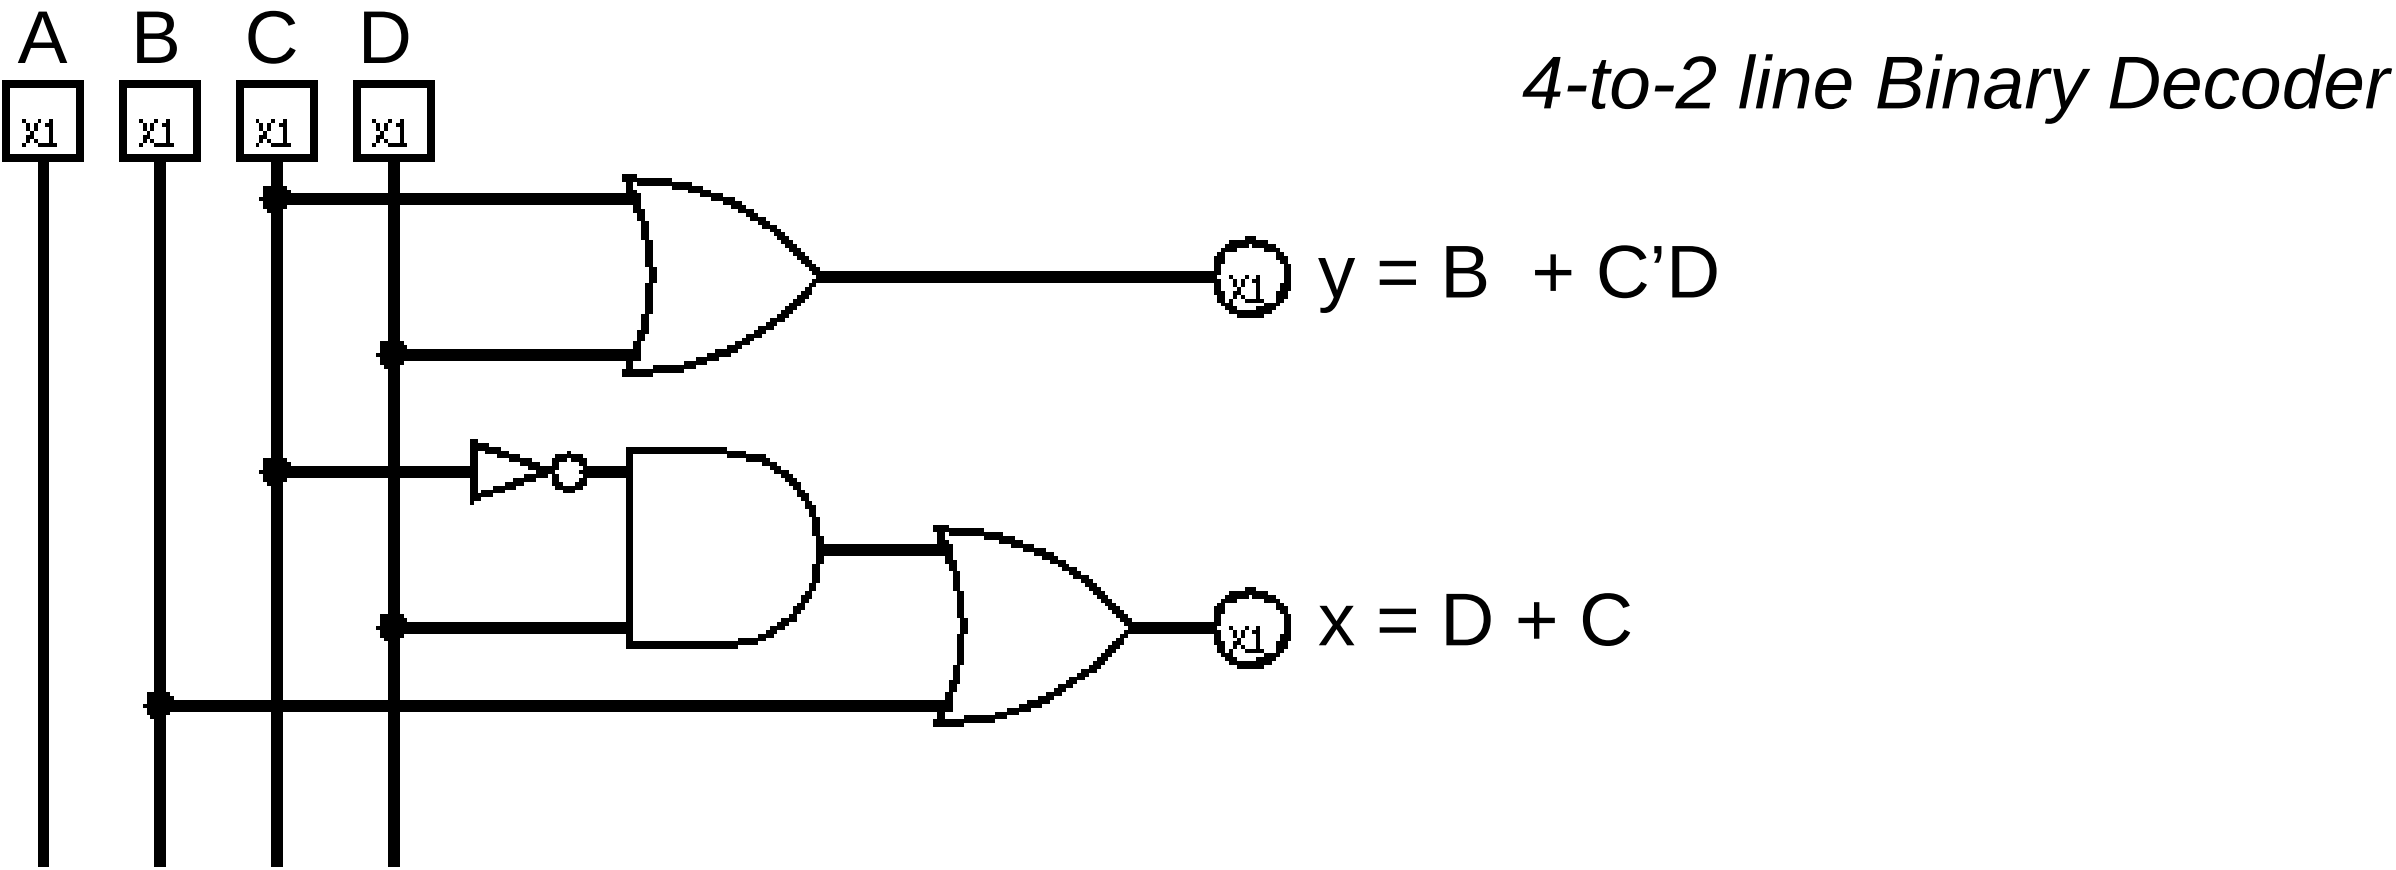 A B C D
4-to-2 line Binary Decoder
x1 x1 x1 x1
x1 y = B + C’D
x1 x = D + C